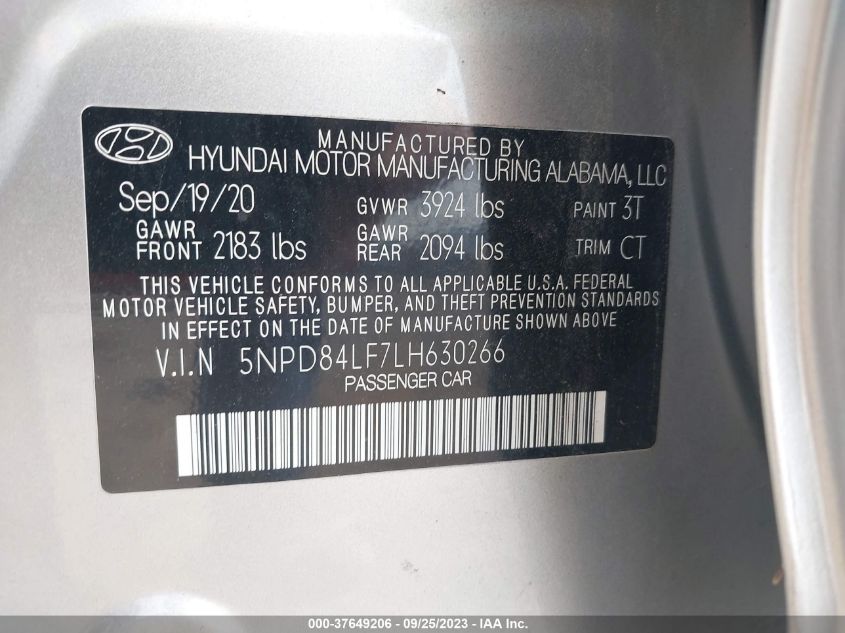 MANUFACTURED BY
HYUNDAI MOTOR MANUFACTURING ALABAMA, LLC
Sep/19/20 GVWR 3924 lbs PAINT 3T
GAWR FRONT 2183 lbs GAWR REAR 2094 lbs TRIM CT
THIS VEHICLE CONFORMS TO ALL APPLICABLE U.S.A. FEDERAL
MOTOR VEHICLE SAFETY, BUMPER, AND THEFT PREVENTION STANDARDS
IN EFFECT ON THE DATE OF MANUFACTURE SHOWN ABOVE
V.I.N 5NPD84LF7LH630266
PASSENGER CAR
000-37649206 - 09/25/2023 - IAA Inc.